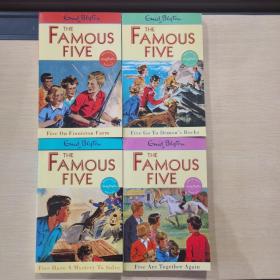 Enid Blyton
THE
FAMOUS
FIVE
Five On Finniston Farm
Enid Blyton
THE
FAMOUS
FIVE
Five Go To Demon's Rocks
Enid Blyton
THE
FAMOUS
FIVE
Five Have A Mystery To Solve
Enid Blyton
THE
FAMOUS
FIVE
Five Are Together Again